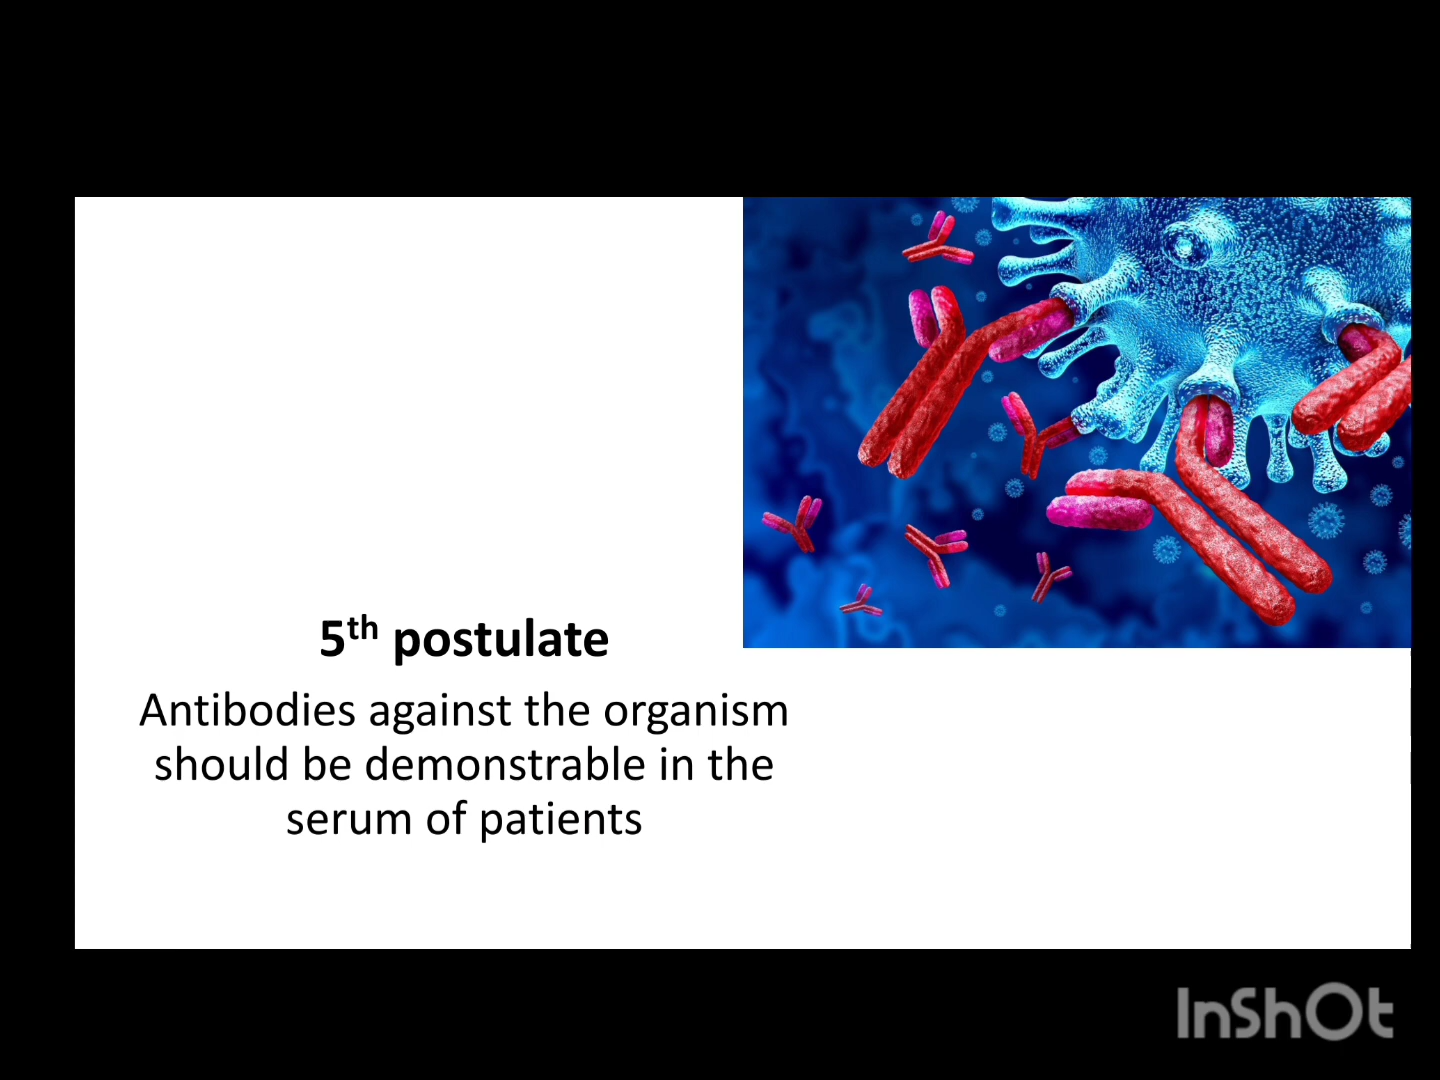 5th postulate
Antibodies against the organism
should be demonstrable in the
serum of patients
InShOt